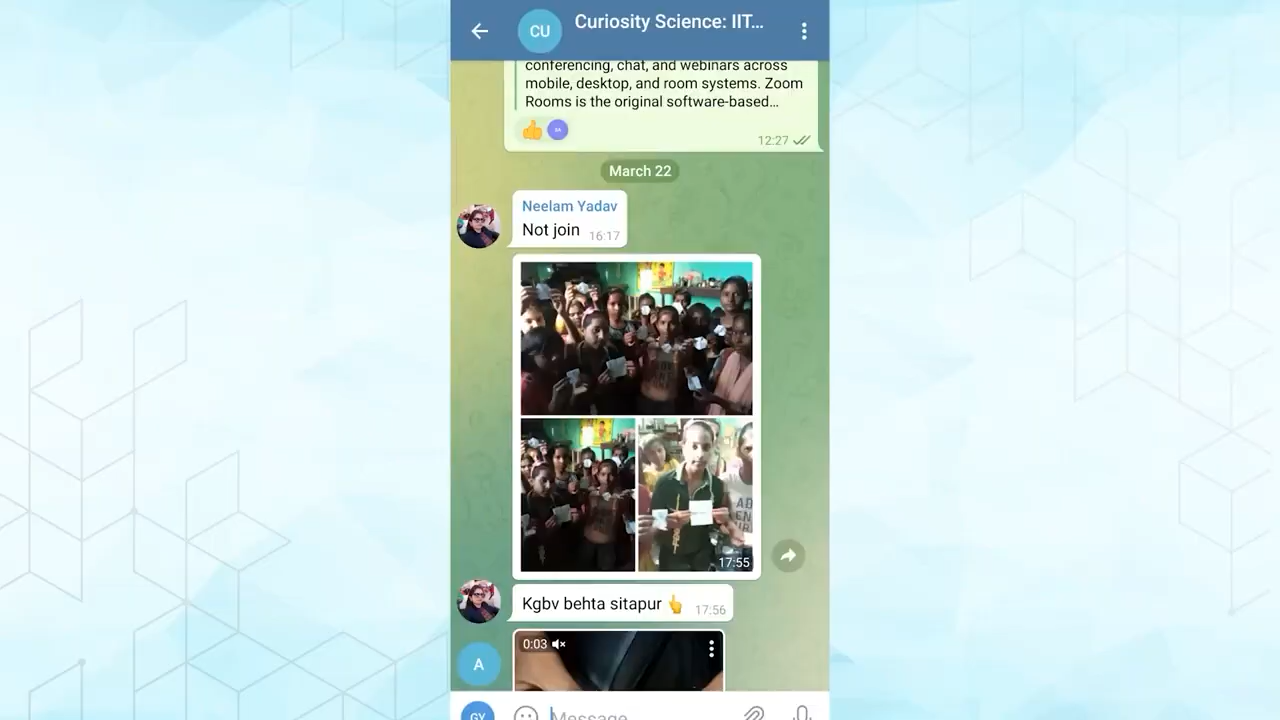 CU
Curiosity Science: IIT...
conferencing, chat, and webinars across
mobile, desktop, and room systems. Zoom
Rooms is the original software-based...
12:27
March 22
Neelam Yadav
Not join 16:17
17:55
Kgbv behta sitapur 👆 17:56
0:03
A
GY
Message